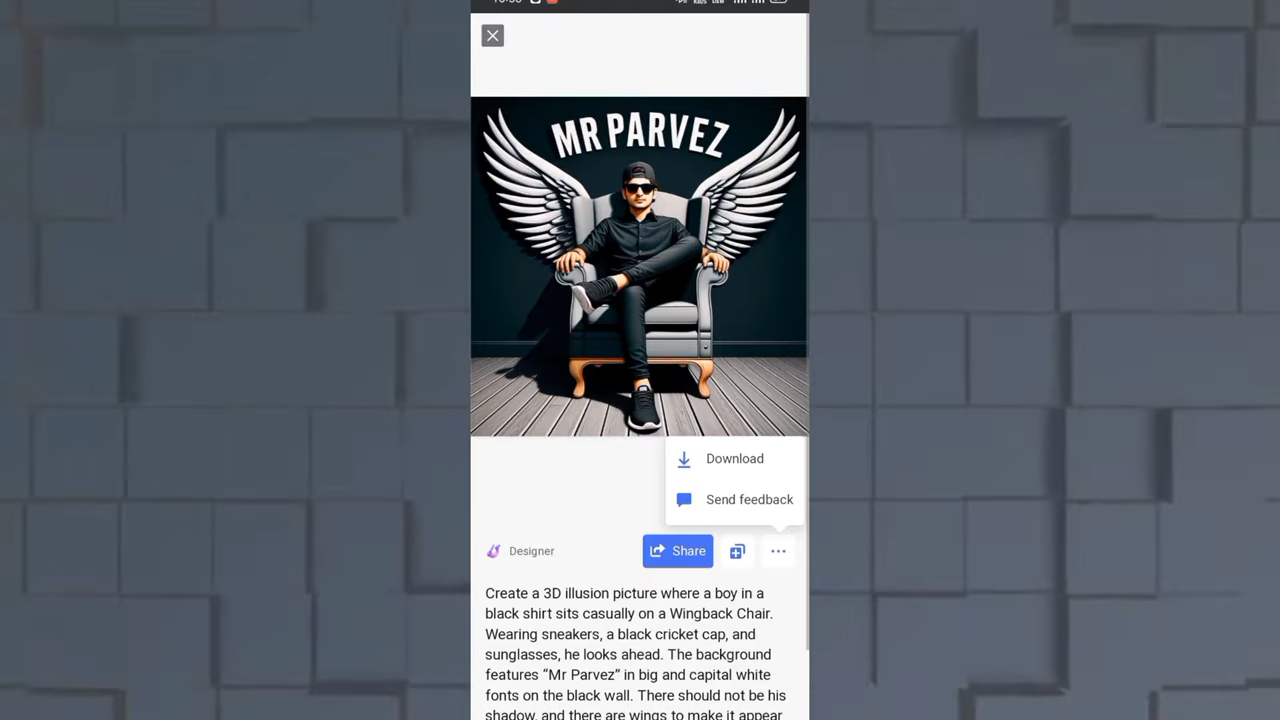 MR PARVEZ
Download
Send feedback
Designer
Share
Create a 3D illusion picture where a boy in a
black shirt sits casually on a Wingback Chair.
Wearing sneakers, a black cricket cap, and
sunglasses, he looks ahead. The background
features “Mr Parvez” in big and capital white
fonts on the black wall. There should not be his
shadow, and there are wings to make it appear